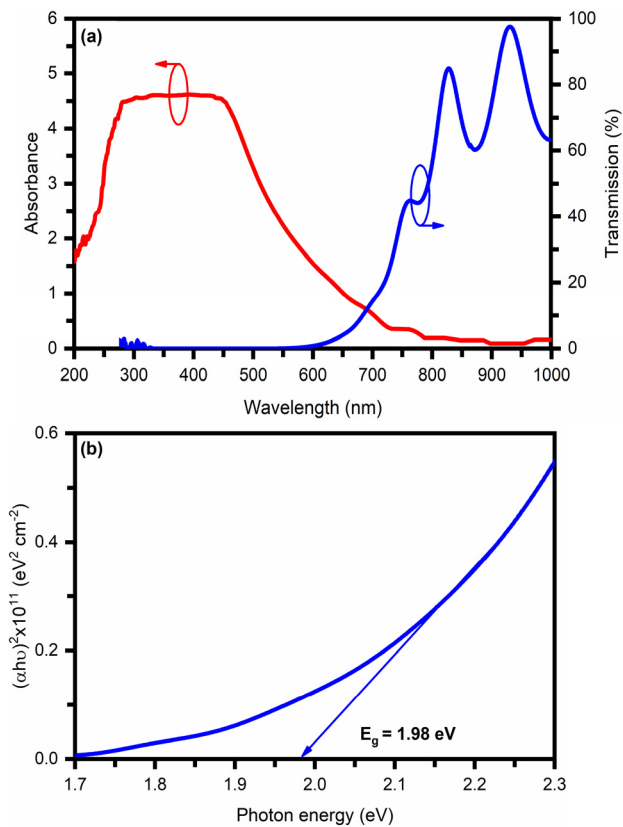 (a)
6
5
4
3
2
1
0
Absorbance
100
80
60
40
20
0
Transmission (%)
200 300 400 500 600 700 800 900 1000
Wavelength (nm)
(b)
0.6
0.4
0.2
0.0
(αhυ)²x10¹¹ (eV² cm⁻²)
E₉ = 1.98 eV
1.7 1.8 1.9 2.0 2.1 2.2 2.3
Photon energy (eV)